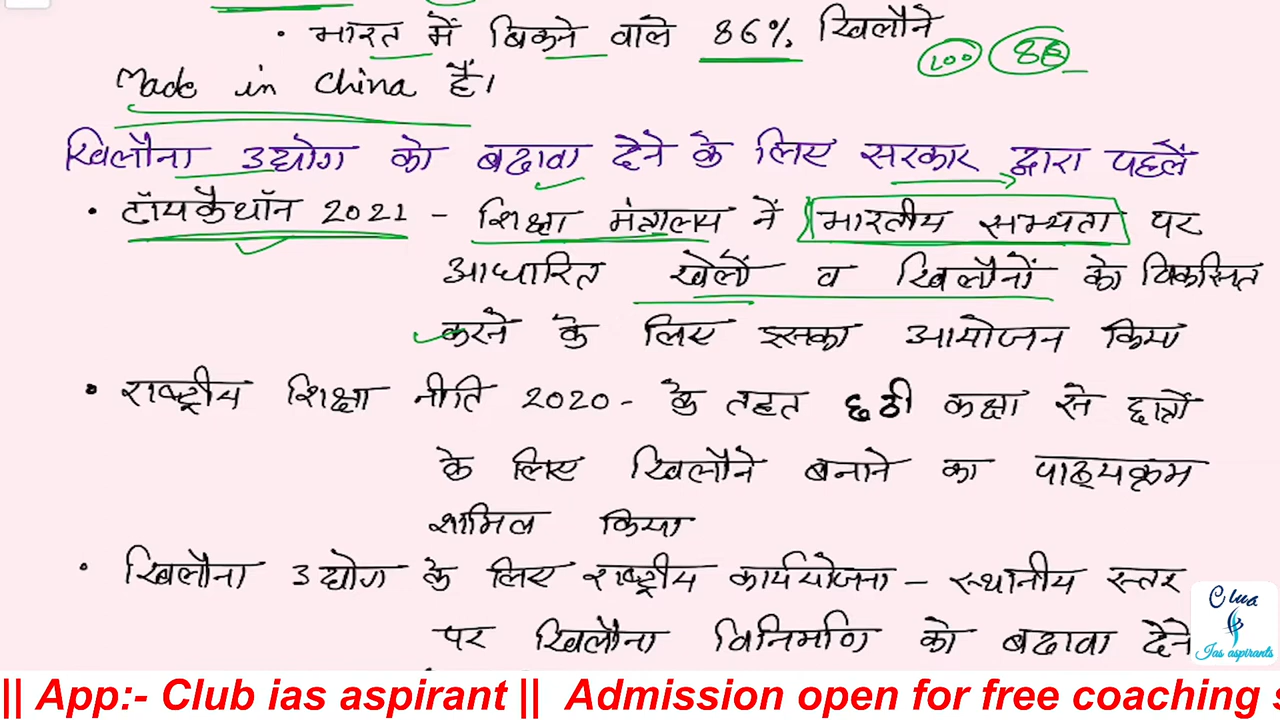 • भारत में बिकने वाले 86% खिलौने
100 86
Made in China हैं।
खिलौना उद्योग को बढावा देने के लिए सरकार द्वारा पहलें
• टॉयकैथॉन 2021 - शिक्षा मंत्रालय ने भारतीय सभ्यता पर
आधारित खेलों व खिलौनों को विकसित
करने के लिए इसका आयोजन किया
• राष्ट्रीय शिक्षा नीति 2020 - के तहत 6ठी कक्षा से छात्रों
के लिए खिलौने बनाने का पाठ्यक्रम
शामिल किया
• खिलौना उद्योग के लिए राष्ट्रीय कार्ययोजना - स्थानीय स्तर
पर खिलौना विनिर्माण को बढावा देने
Club
Ias aspirants
|| App:- Club ias aspirant || Admission open for free coaching